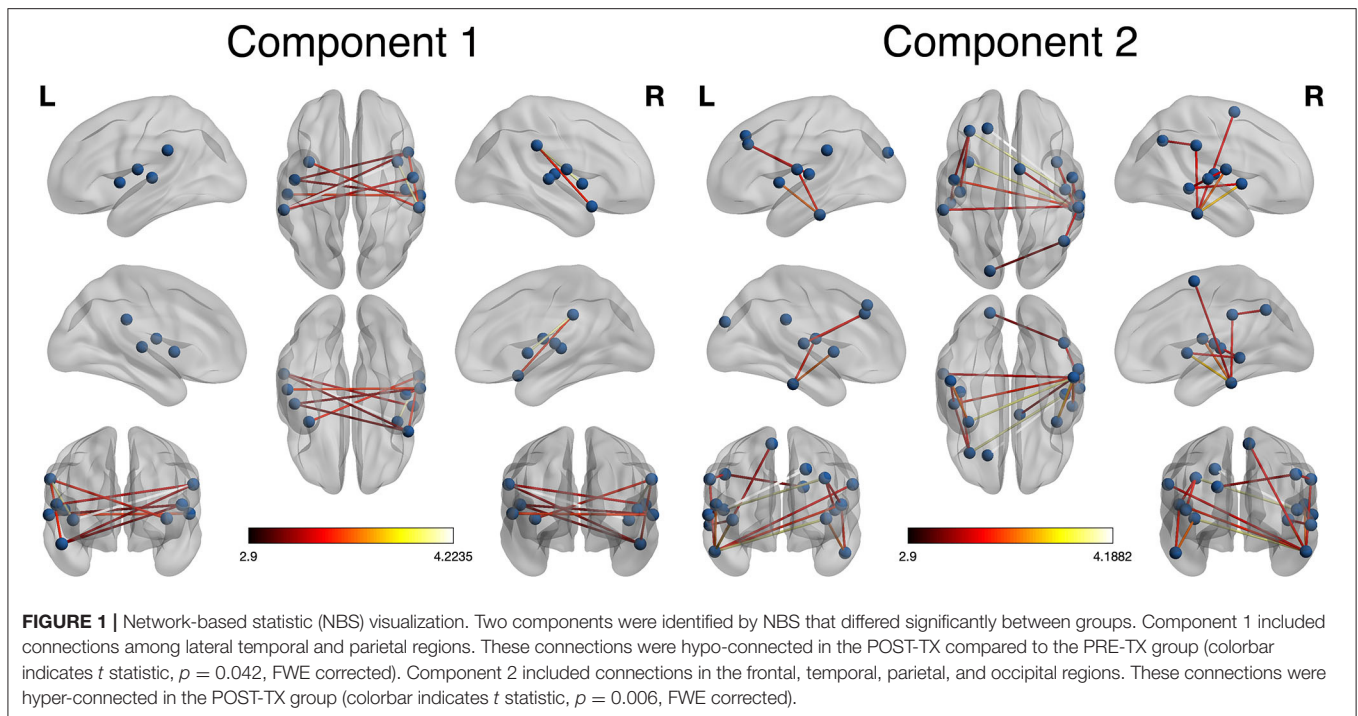 Component 1
Component 2
L
R
L
R
2.9
4.2235
2.9
4.1882
FIGURE 1 | Network-based statistic (NBS) visualization. Two components were identified by NBS that differed significantly between groups. Component 1 included
connections among lateral temporal and parietal regions. These connections were hypo-connected in the POST-TX compared to the PRE-TX group (colorbar
indicates t statistic, p = 0.042, FWE corrected). Component 2 included connections in the frontal, temporal, parietal, and occipital regions. These connections were
hyper-connected in the POST-TX group (colorbar indicates t statistic, p = 0.006, FWE corrected).